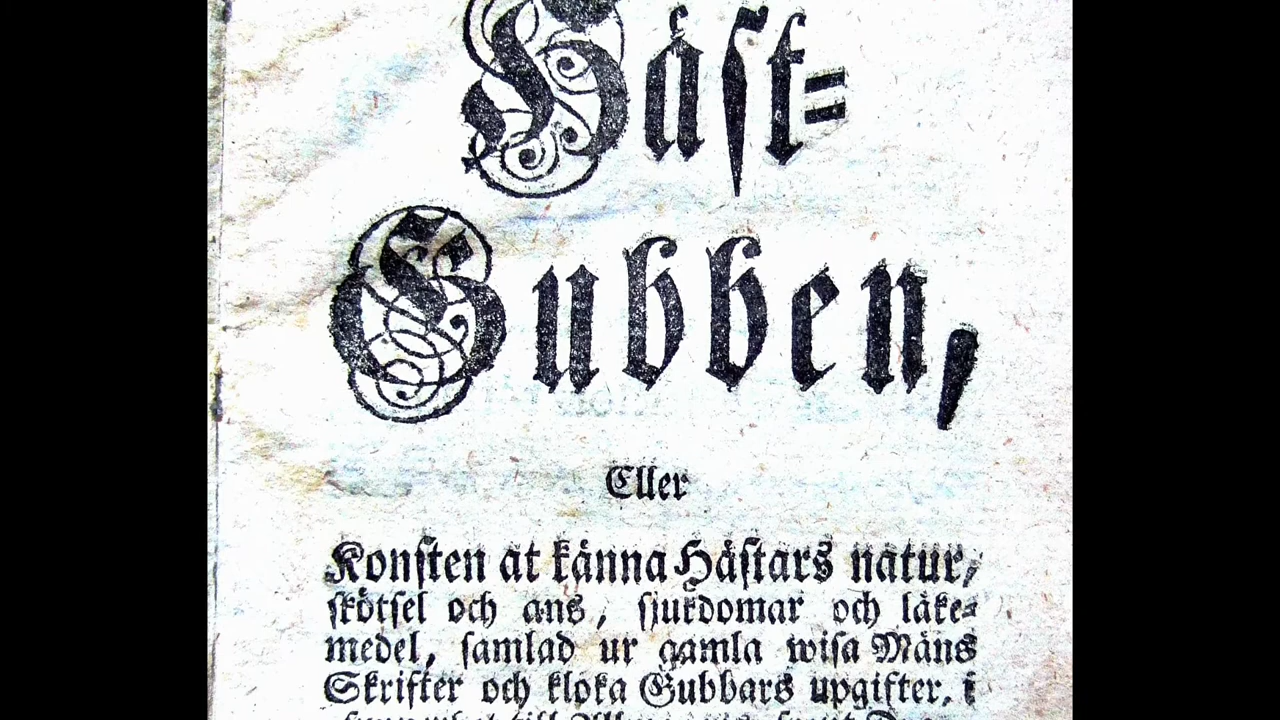 Häst=
Gubben,
Eller
Konsten at känna Hästars natur,
skötsel och ans, sjukdomar och läke=
medel, samlad ur gamla wisa Mäns
Skrifter och kloka Gubbars upgifter, i
till